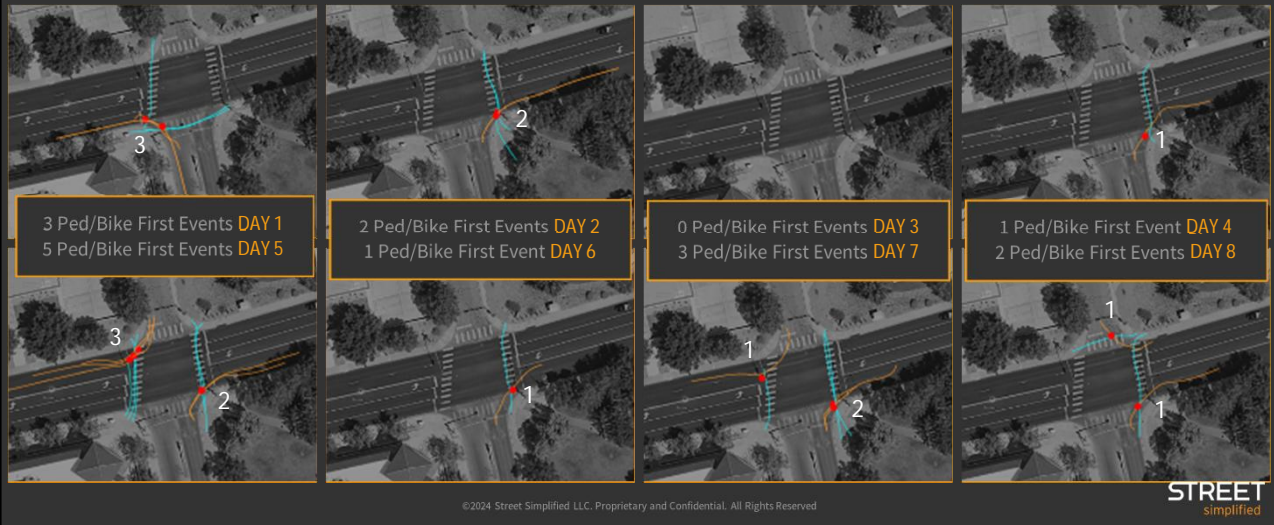 3
2
1
3 Ped/Bike First Events DAY 1
5 Ped/Bike First Events DAY 5
2 Ped/Bike First Events DAY 2
1 Ped/Bike First Event DAY 6
0 Ped/Bike First Events DAY 3
3 Ped/Bike First Events DAY 7
1 Ped/Bike First Event DAY 4
2 Ped/Bike First Events DAY 8
3
2
1
1
2
1
1
©2024 Street Simplified LLC. Proprietary and Confidential. All Rights Reserved
STREET
simplified